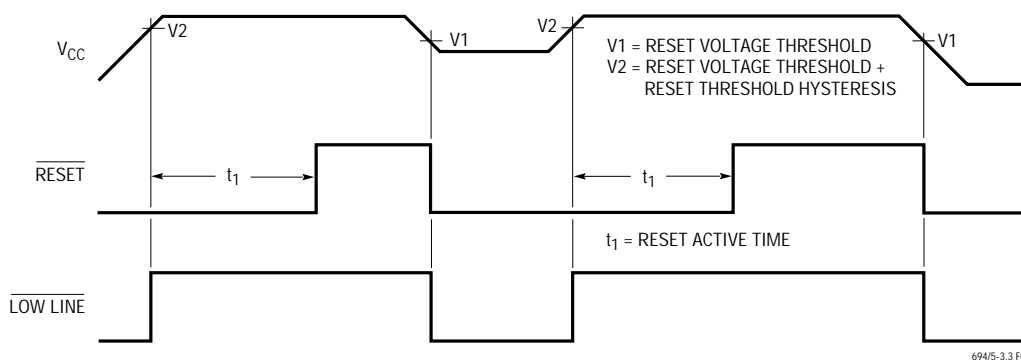 V2
V1
V2
V1
VCC
V1 = RESET VOLTAGE THRESHOLD
V2 = RESET VOLTAGE THRESHOLD +
RESET THRESHOLD HYSTERESIS
RESET
t1
t1
t1 = RESET ACTIVE TIME
LOW LINE
694/5-3.3